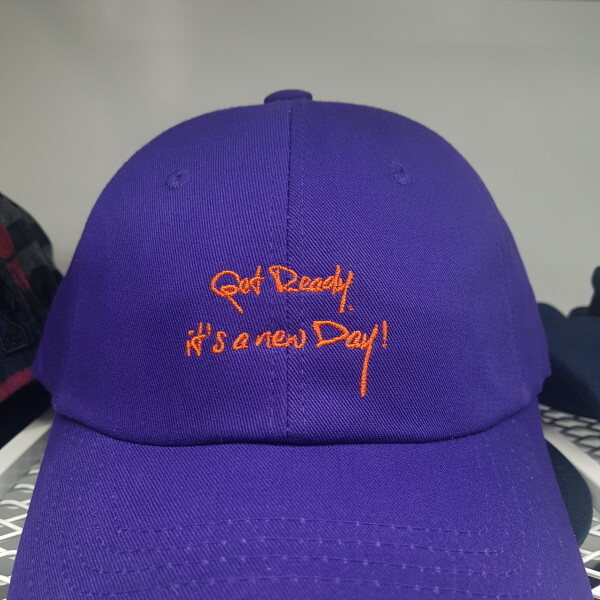 Get Ready,
it's a new Day!